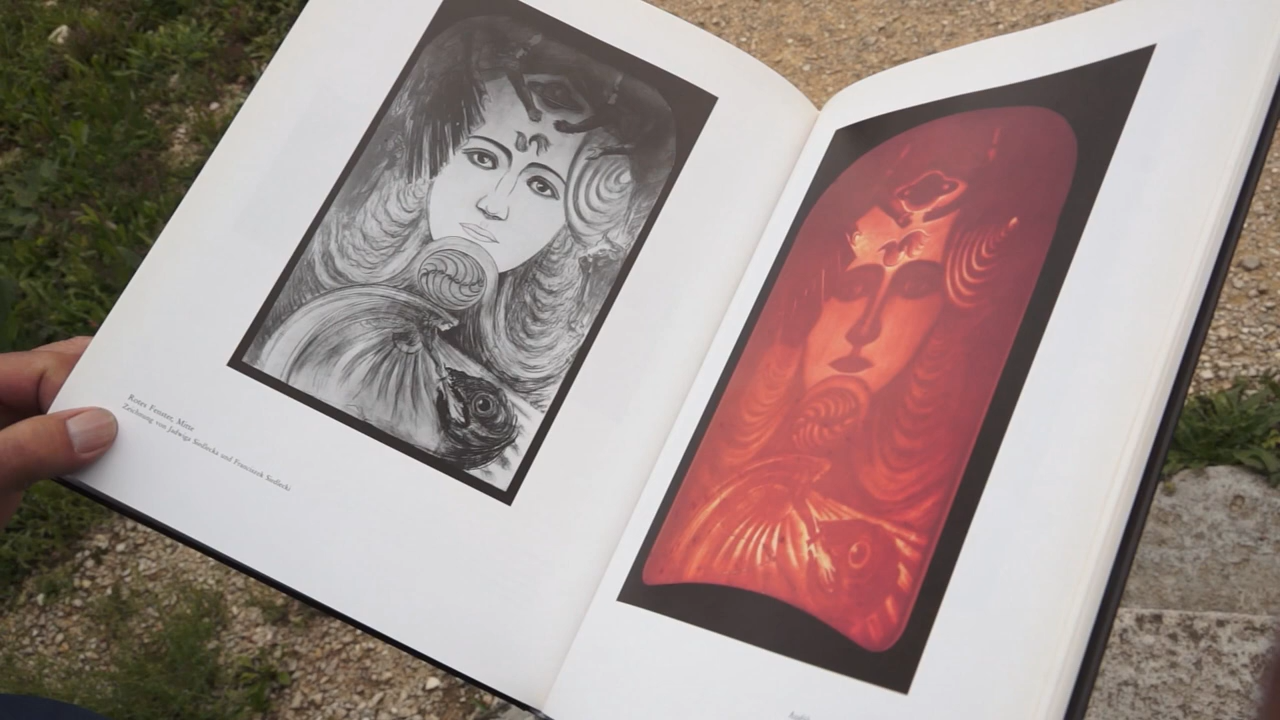 Rotes Fenster, Mitte
Zeichnung von Jadwiga Siedlecka und Franciszek Siedlecki